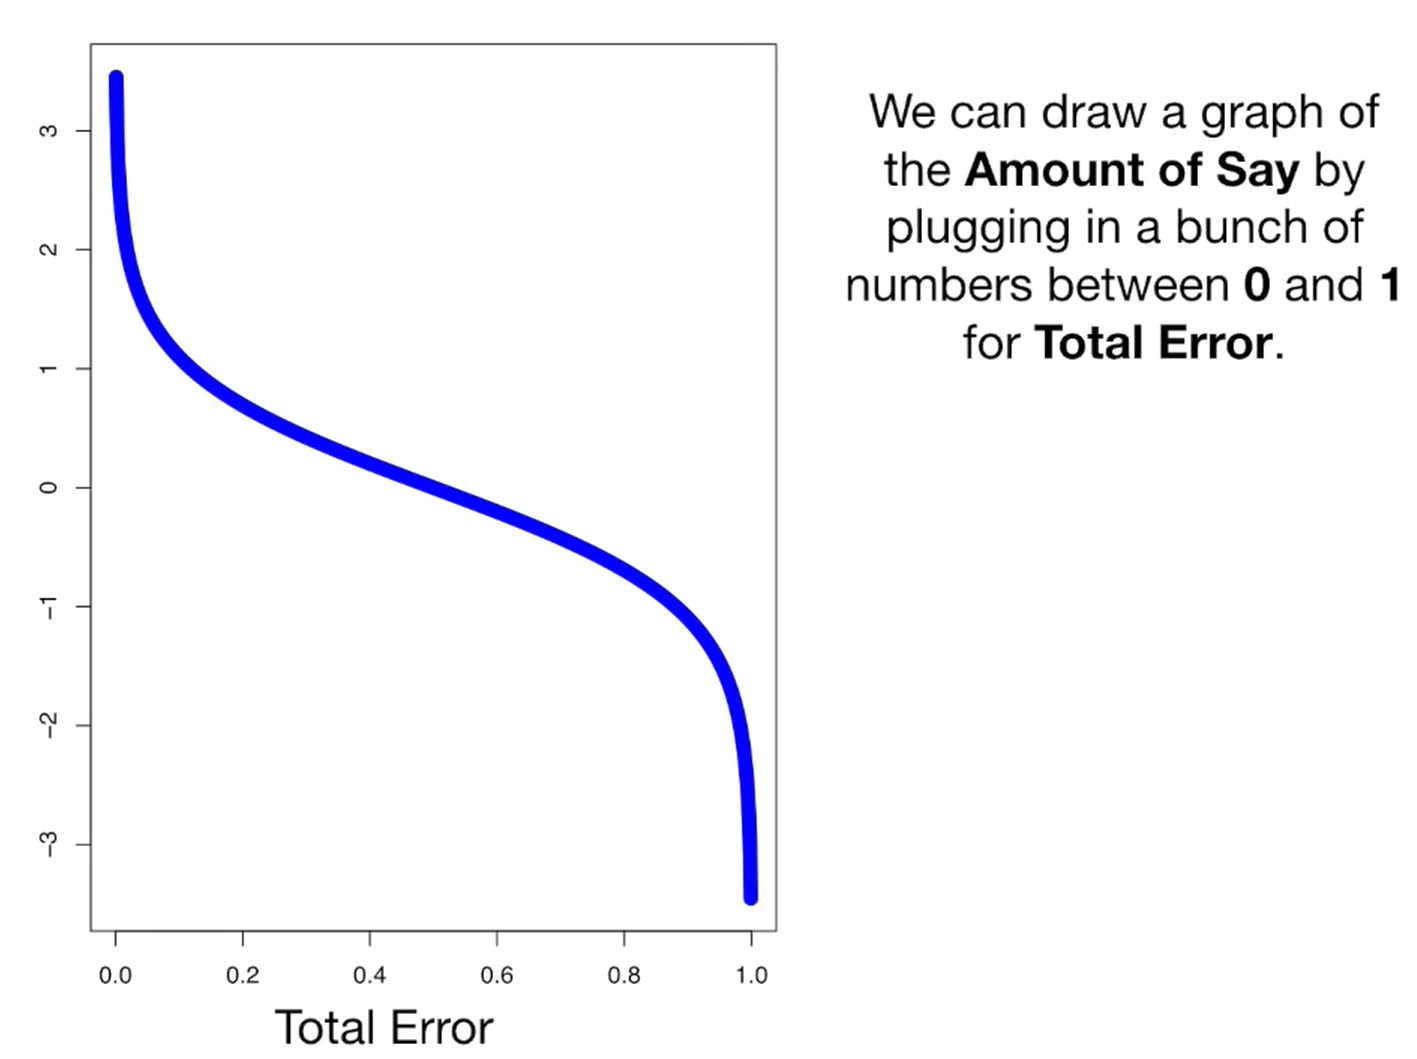 We can draw a graph of
the Amount of Say by
plugging in a bunch of
numbers between 0 and 1
for Total Error.
3
2
1
0
-1
-2
-3
0.0 0.2 0.4 0.6 0.8 1.0
Total Error